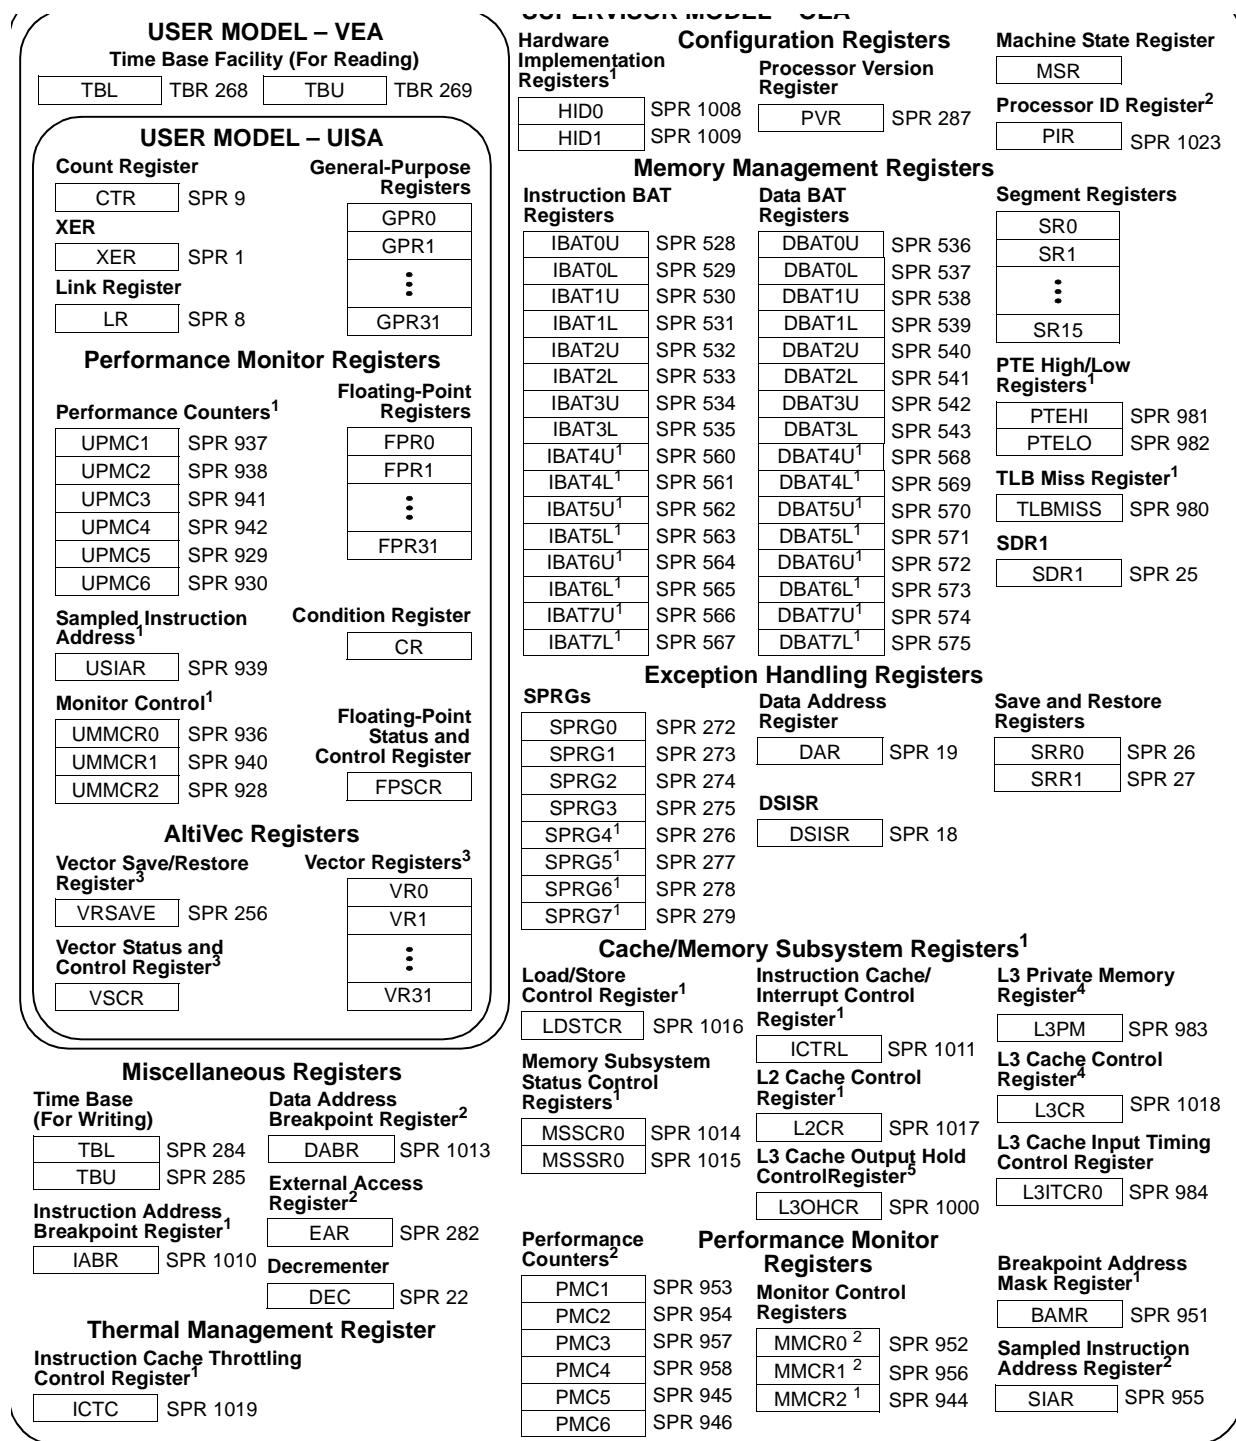 SUPERVISOR MODEL – OEA
USER MODEL – VEA
Time Base Facility (For Reading)
TBL TBR 268 TBU TBR 269
USER MODEL – UISA
Count Register
CTR SPR 9
XER
XER SPR 1
Link Register
LR SPR 8
General-Purpose
Registers
GPR0
GPR1
GPR31
Performance Monitor Registers
Performance Counters1
UPMC1 SPR 937
UPMC2 SPR 938
UPMC3 SPR 941
UPMC4 SPR 942
UPMC5 SPR 929
UPMC6 SPR 930
Floating-Point
Registers
FPR0
FPR1
FPR31
Sampled Instruction
Address1
USIAR SPR 939
Condition Register
CR
Monitor Control1
UMMCR0 SPR 936
UMMCR1 SPR 940
UMMCR2 SPR 928
Floating-Point
Status and
Control Register
FPSCR
AltiVec Registers
Vector Save/Restore
Register3
VRSAVE SPR 256
Vector Status and
Control Register3
VSCR
Vector Registers3
VR0
VR1
VR31
Miscellaneous Registers
Time Base
(For Writing)
TBL SPR 284
TBU SPR 285
Instruction Address
Breakpoint Register1
IABR SPR 1010
Data Address
Breakpoint Register2
DABR SPR 1013
External Access
Register2
EAR SPR 282
Decrementer
DEC SPR 22
Thermal Management Register
Instruction Cache Throttling
Control Register1
ICTC SPR 1019
Configuration Registers
Hardware
Implementation
Registers1
HID0 SPR 1008
HID1 SPR 1009
Processor Version
Register
PVR SPR 287
Machine State Register
MSR
Processor ID Register2
PIR SPR 1023
Memory Management Registers
Instruction BAT
Registers
IBAT0U SPR 528
IBAT0L SPR 529
IBAT1U SPR 530
IBAT1L SPR 531
IBAT2U SPR 532
IBAT2L SPR 533
IBAT3U SPR 534
IBAT3L SPR 535
IBAT4U1 SPR 560
IBAT4L1 SPR 561
IBAT5U1 SPR 562
IBAT5L1 SPR 563
IBAT6U1 SPR 564
IBAT6L1 SPR 565
IBAT7U1 SPR 566
IBAT7L1 SPR 567
Data BAT
Registers
DBAT0U SPR 536
DBAT0L SPR 537
DBAT1U SPR 538
DBAT1L SPR 539
DBAT2U SPR 540
DBAT2L SPR 541
DBAT3U SPR 542
DBAT3L SPR 543
DBAT4U1 SPR 568
DBAT4L1 SPR 569
DBAT5U1 SPR 570
DBAT5L1 SPR 571
DBAT6U1 SPR 572
DBAT6L1 SPR 573
DBAT7U1 SPR 574
DBAT7L1 SPR 575
Segment Registers
SR0
SR1
SR15
PTE High/Low
Registers1
PTEHI SPR 981
PTELO SPR 982
TLB Miss Register1
TLBMISS SPR 980
SDR1
SDR1 SPR 25
Exception Handling Registers
SPRGs
SPRG0 SPR 272
SPRG1 SPR 273
SPRG2 SPR 274
SPRG3 SPR 275
SPRG41 SPR 276
SPRG51 SPR 277
SPRG61 SPR 278
SPRG71 SPR 279
Data Address
Register
DAR SPR 19
DSISR
DSISR SPR 18
Save and Restore
Registers
SRR0 SPR 26
SRR1 SPR 27
Cache/Memory Subsystem Registers1
Load/Store
Control Register1
LDSTCR SPR 1016
Memory Subsystem
Status Control
Registers1
MSSCR0 SPR 1014
MSSSR0 SPR 1015
Instruction Cache/
Interrupt Control
Register1
ICTRL SPR 1011
L2 Cache Control
Register1
L2CR SPR 1017
L3 Cache Output Hold
ControlRegister5
L3OHCR SPR 1000
L3 Private Memory
Register4
L3PM SPR 983
L3 Cache Control
Register4
L3CR SPR 1018
L3 Cache Input Timing
Control Register
L3ITCR0 SPR 984
Performance Monitor
Registers
Performance
Counters2
PMC1 SPR 953
PMC2 SPR 954
PMC3 SPR 957
PMC4 SPR 958
PMC5 SPR 945
PMC6 SPR 946
Monitor Control
Registers
MMCR0 2 SPR 952
MMCR1 2 SPR 956
MMCR2 1 SPR 944
Breakpoint Address
Mask Register1
BAMR SPR 951
Sampled Instruction
Address Register2
SIAR SPR 955